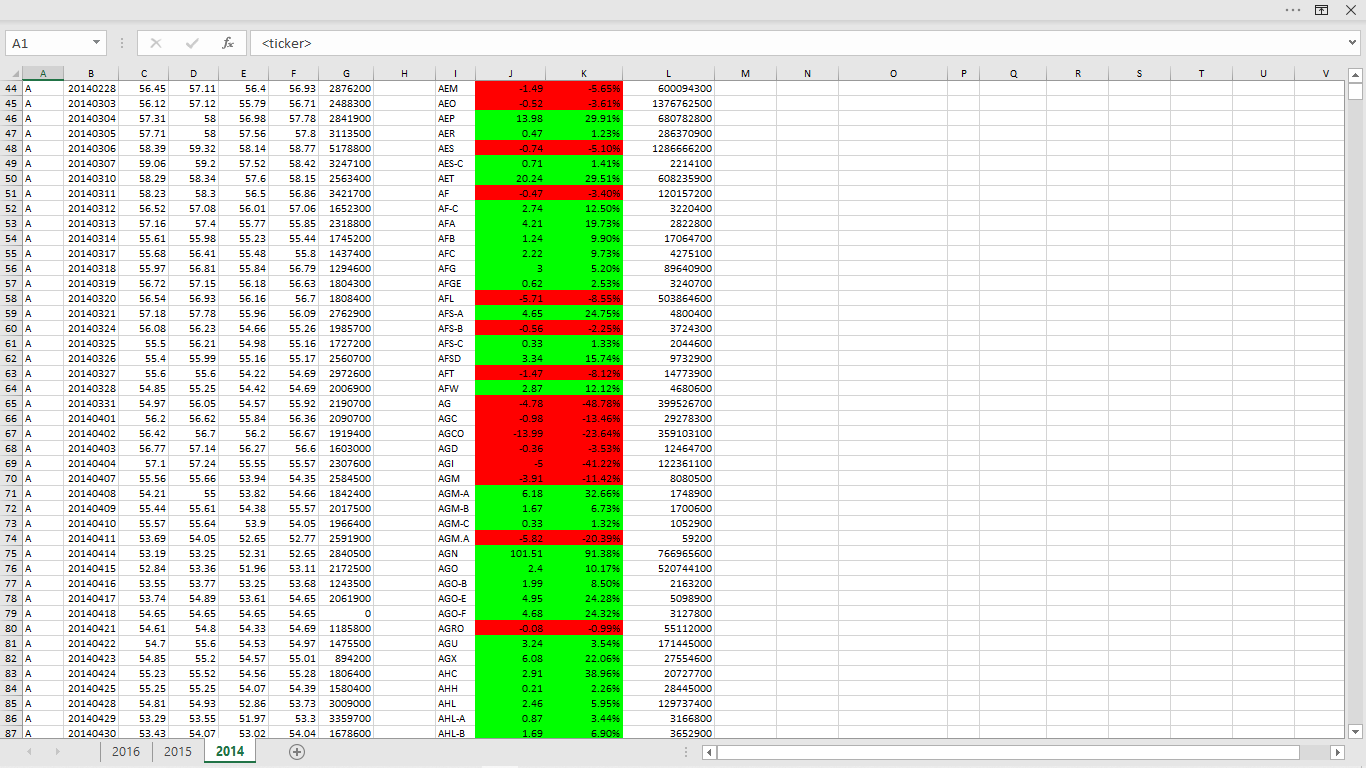 A1 <ticker>
A B C D E F G H I J K L M N O P Q R S T U V
44 A 20140228 56.45 57.11 56.4 56.93 2876200 AEM -1.49 -5.65% 600094300
45 A 20140303 56.12 57.12 55.79 56.71 2488300 AEO -0.52 -3.61% 1376762500
46 A 20140304 57.31 58 56.98 57.78 2841900 AEP 13.98 29.91% 680782800
47 A 20140305 57.71 58 57.56 57.8 3113500 AER 0.47 1.23% 286370900
48 A 20140306 58.39 59.32 58.14 58.77 5178800 AES -0.74 -5.10% 1286666200
49 A 20140307 59.06 59.2 57.52 58.42 3247100 AES-C 0.71 1.41% 2214100
50 A 20140310 58.29 58.34 57.6 58.15 2563400 AET 20.24 29.51% 608235900
51 A 20140311 58.23 58.3 56.5 56.86 3421700 AF -0.47 -3.40% 120157200
52 A 20140312 56.52 57.08 56.01 57.06 1652300 AF-C 2.74 12.50% 3220400
53 A 20140313 57.16 57.4 55.77 55.85 2318800 AFA 4.21 19.73% 2822800
54 A 20140314 55.61 55.98 55.23 55.44 1745200 AFB 1.24 9.90% 17064700
55 A 20140317 55.68 56.41 55.48 55.8 1437400 AFC 2.22 9.73% 4275100
56 A 20140318 55.97 56.81 55.84 56.79 1294600 AFG 3 5.20% 89640900
57 A 20140319 56.72 57.15 56.18 56.63 1804300 AFGE 0.62 2.53% 3240700
58 A 20140320 56.54 56.93 56.16 56.7 1808400 AFL -5.71 -8.55% 503864600
59 A 20140321 57.18 57.78 55.96 56.09 2762900 AFS-A 4.65 24.75% 4800400
60 A 20140324 56.08 56.23 54.66 55.26 1985700 AFS-B -0.56 -2.25% 3724300
61 A 20140325 55.5 56.21 54.98 55.16 1727200 AFS-C 0.33 1.33% 2044600
62 A 20140326 55.4 55.99 55.16 55.17 2560700 AFSD 3.34 15.74% 9732900
63 A 20140327 55.6 55.6 54.22 54.69 2972600 AFT -1.47 -8.12% 14773900
64 A 20140328 54.85 55.25 54.42 54.69 2006900 AFW 2.87 12.12% 4680600
65 A 20140331 54.97 56.05 54.57 55.92 2190700 AG -4.78 -48.78% 399526700
66 A 20140401 56.2 56.62 55.84 56.36 2090700 AGC -0.98 -13.46% 29278300
67 A 20140402 56.42 56.7 56.2 56.67 1919400 AGCO -13.99 -23.64% 359103100
68 A 20140403 56.77 57.14 56.27 56.6 1603000 AGD -0.36 -3.53% 12464700
69 A 20140404 57.1 57.24 55.55 55.57 2307600 AGI -5 -41.22% 122361100
70 A 20140407 55.56 55.66 53.94 54.35 2584500 AGM -3.91 -11.42% 8080500
71 A 20140408 54.21 55 53.82 54.66 1842400 AGM-A 6.18 32.66% 1748900
72 A 20140409 55.44 55.61 54.38 55.57 2017500 AGM-B 1.67 6.73% 1700600
73 A 20140410 55.57 55.64 53.9 54.05 1966400 AGM-C 0.33 1.32% 1052900
74 A 20140411 53.69 54.05 52.65 52.77 2591900 AGM.A -5.82 -20.39% 59200
75 A 20140414 53.19 53.25 52.31 52.65 2840500 AGN 101.51 91.38% 766965600
76 A 20140415 52.84 53.36 51.96 53.11 2172500 AGO 2.4 10.17% 520744100
77 A 20140416 53.55 53.77 53.25 53.68 1243500 AGO-B 1.99 8.50% 2163200
78 A 20140417 53.74 54.89 53.61 54.65 2061900 AGO-E 4.95 24.28% 5098900
79 A 20140418 54.65 54.65 54.65 54.65 0 AGO-F 4.68 24.32% 3127800
80 A 20140421 54.61 54.8 54.33 54.69 1185800 AGRO -0.08 -0.99% 55112000
81 A 20140422 54.7 55.6 54.53 54.97 1475500 AGU 3.24 3.54% 171445000
82 A 20140423 54.85 55.2 54.57 55.01 894200 AGX 6.08 22.06% 27554600
83 A 20140424 55.23 55.52 54.56 55.28 1806400 AHC 2.91 38.96% 20727700
84 A 20140425 55.25 55.25 54.07 54.39 1580400 AHH 0.21 2.26% 28445000
85 A 20140428 54.81 54.93 52.86 53.73 3009000 AHL 2.46 5.95% 129737400
86 A 20140429 53.29 53.55 51.97 53.3 3359700 AHL-A 0.87 3.44% 3166800
87 A 20140430 53.43 54.07 53.02 54.04 1678600 AHL-B 1.69 6.90% 3652900
2016 2015 2014